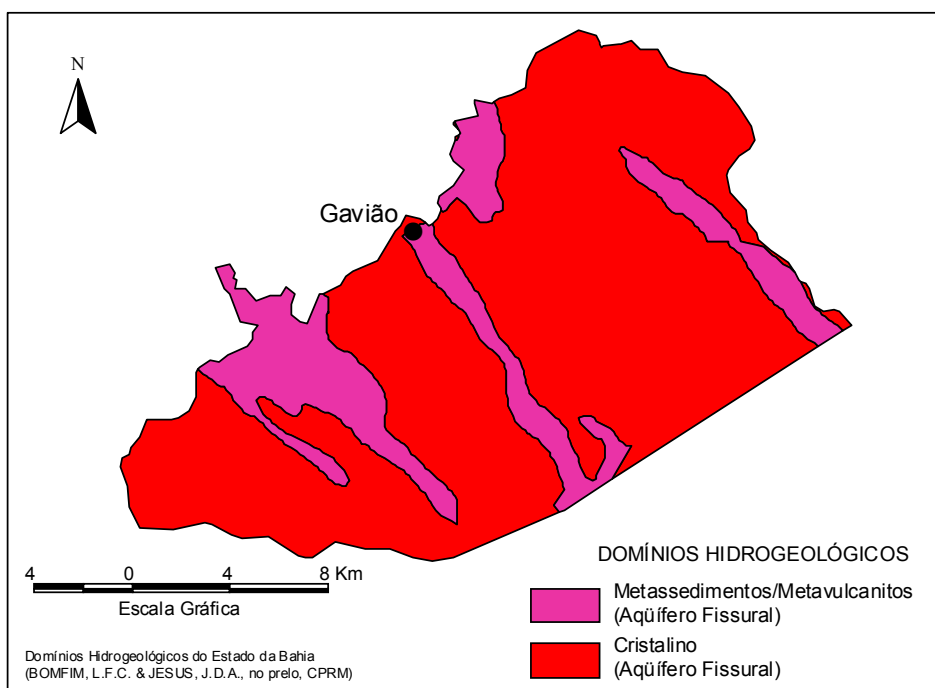 N
Gavião
4 0 4 8 Km
Escala Gráfica
DOMÍNIOS HIDROGEOLÓGICOS
Metassedimentos/Metavulcanitos
(Aqüífero Fissural)
Cristalino
(Aqüífero Fissural)
Domínios Hidrogeológicos do Estado da Bahia
(BOMFIM, L.F.C. & JESUS, J.D.A., no prelo, CPRM)